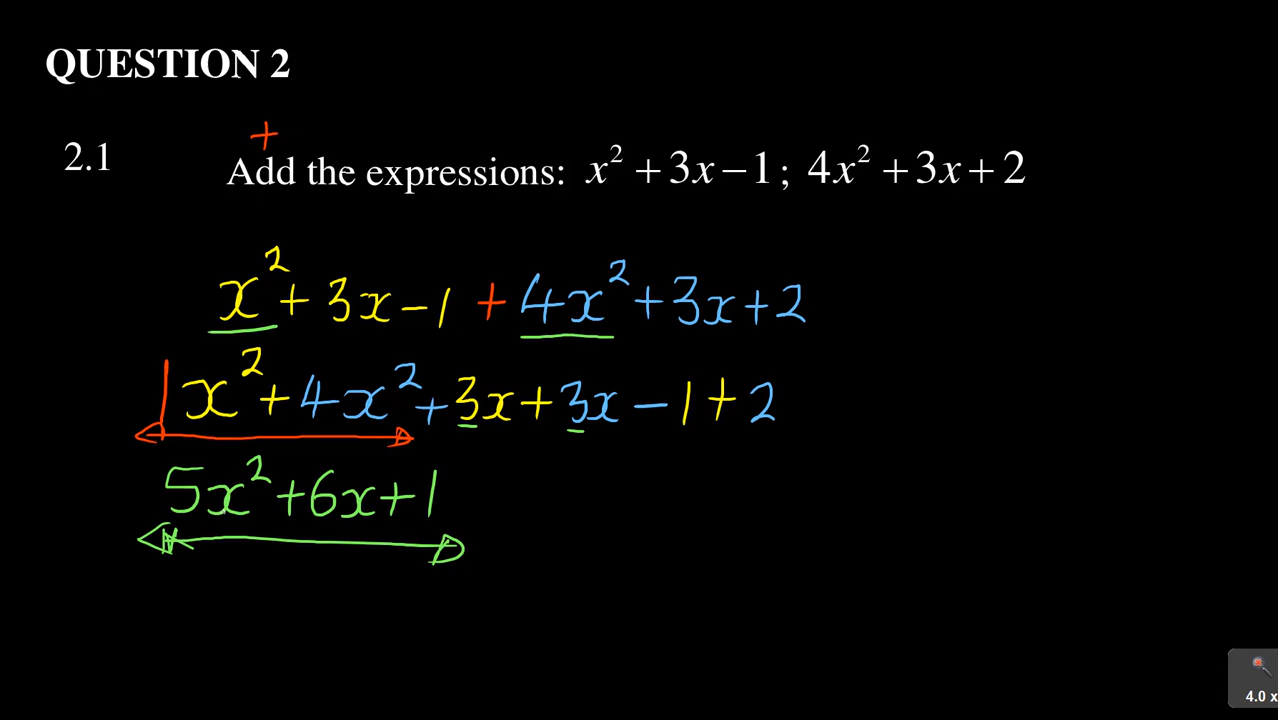 QUESTION 2
+
2.1 Add the expressions: x² + 3x − 1 ; 4x² + 3x + 2
x² + 3x − 1 + 4x² + 3x + 2
1x² + 4x² + 3x + 3x − 1 + 2
5x² + 6x + 1
4.0 x